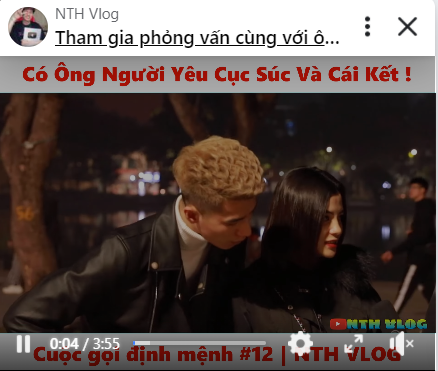 NTH Vlog
Tham gia phỏng vấn cùng với ô...
Có Ông Người Yêu Cục Súc Và Cái Kết !
NTH VLOG
0:04 / 3:55
Cuộc gọi định mệnh #12 | NTH VLOG